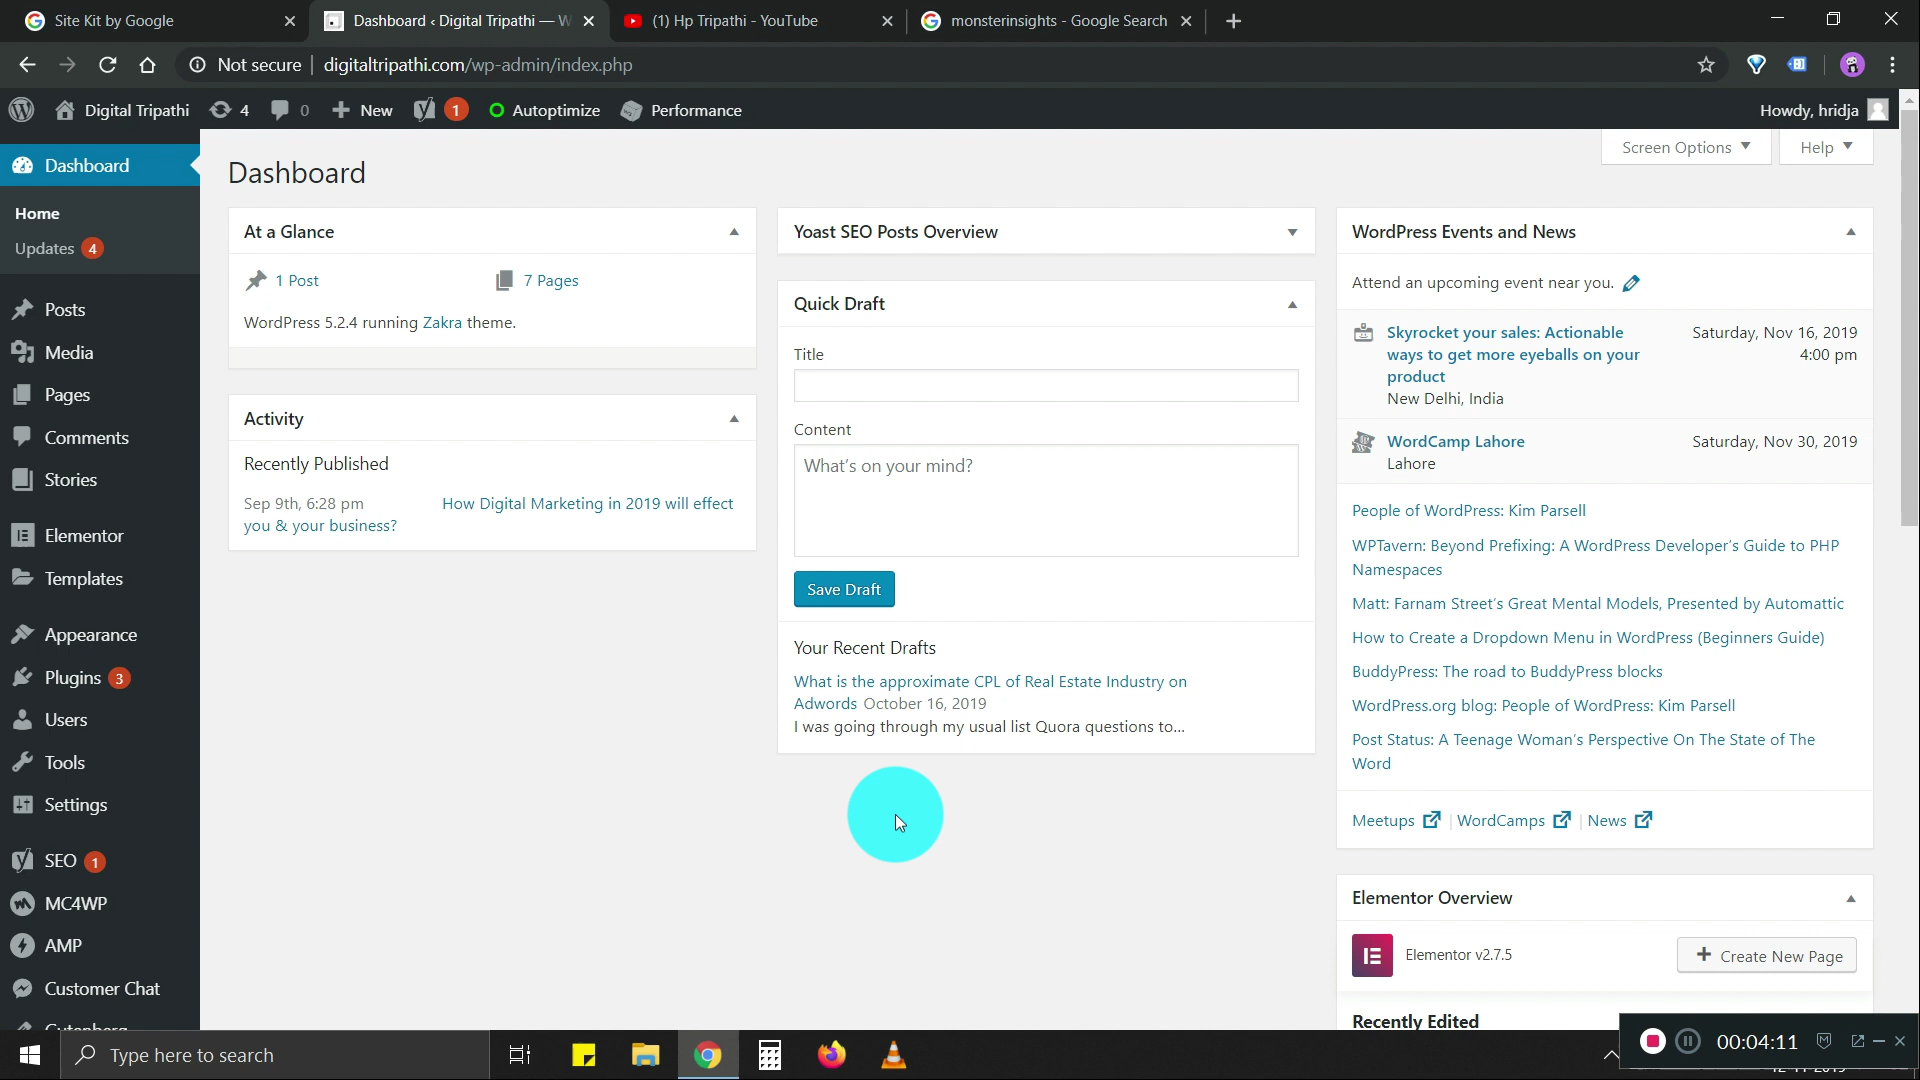 Site Kit by Google
Dashboard ‹ Digital Tripathi — W
(1) Hp Tripathi - YouTube
monsterinsights - Google Search
Not secure
digitaltripathi.com/wp-admin/index.php
Digital Tripathi
4
0
New
1
Autoptimize
Performance
Howdy, hridja
Dashboard
Home
Updates 4
Posts
Media
Pages
Comments
Stories
Elementor
Templates
Appearance
Plugins 3
Users
Tools
Settings
SEO 1
MC4WP
AMP
Customer Chat
Gutenberg
Screen Options
Help
Dashboard
At a Glance
1 Post
7 Pages
WordPress 5.2.4 running Zakra theme.
Activity
Recently Published
Sep 9th, 6:28 pm How Digital Marketing in 2019 will effect
you & your business?
Yoast SEO Posts Overview
Quick Draft
Title
Content
What's on your mind?
Save Draft
Your Recent Drafts
What is the approximate CPL of Real Estate Industry on
Adwords October 16, 2019
I was going through my usual list Quora questions to...
WordPress Events and News
Attend an upcoming event near you.
Skyrocket your sales: Actionable
ways to get more eyeballs on your
product
New Delhi, India
Saturday, Nov 16, 2019
4:00 pm
WordCamp Lahore
Lahore
Saturday, Nov 30, 2019
People of WordPress: Kim Parsell
WPTavern: Beyond Prefixing: A WordPress Developer's Guide to PHP
Namespaces
Matt: Farnam Street's Great Mental Models, Presented by Automattic
How to Create a Dropdown Menu in WordPress (Beginners Guide)
BuddyPress: The road to BuddyPress blocks
WordPress.org blog: People of WordPress: Kim Parsell
Post Status: A Teenage Woman's Perspective On The State of The
Word
Meetups | WordCamps | News
Elementor Overview
Elementor v2.7.5
Create New Page
Recently Edited
Type here to search
00:04:11